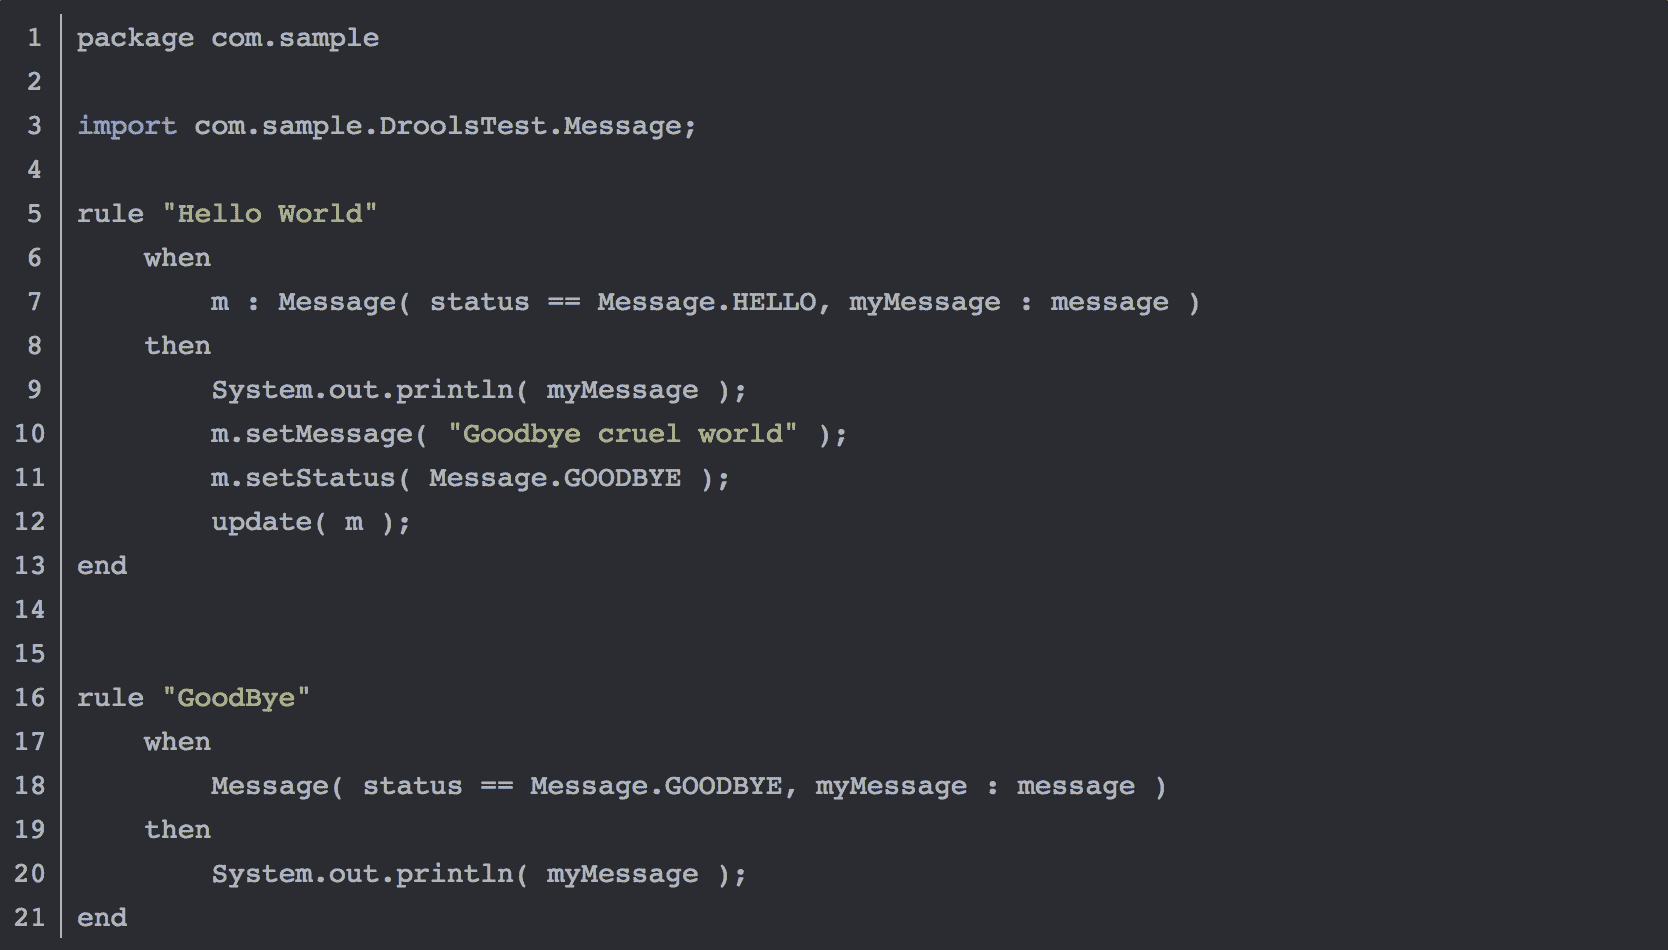 1 package com.sample
2
3 import com.sample.DroolsTest.Message;
4
5 rule "Hello World"
6     when
7         m : Message( status == Message.HELLO, myMessage : message )
8     then
9         System.out.println( myMessage );
10         m.setMessage( "Goodbye cruel world" );
11         m.setStatus( Message.GOODBYE );
12         update( m );
13 end
14
15
16 rule "GoodBye"
17     when
18         Message( status == Message.GOODBYE, myMessage : message )
19     then
20         System.out.println( myMessage );
21 end